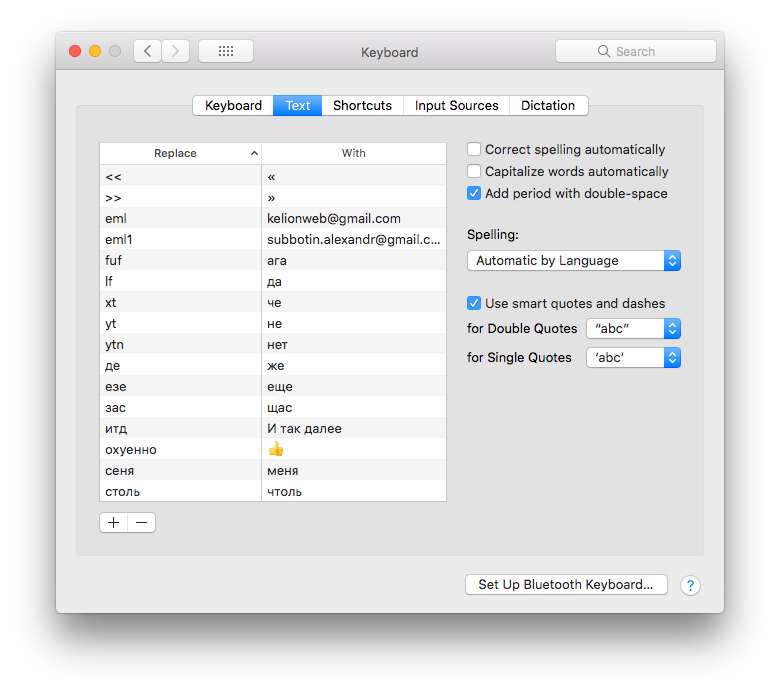 Keyboard
Search
Keyboard Text Shortcuts Input Sources Dictation
Replace With
<< «
>> »
eml kelionweb@gmail.com
eml1 subbotin.alexandr@gmail.c...
fuf ага
lf да
xt че
yt не
ytn нет
де же
езе еще
зас щас
итд И так далее
охуенно 👍
сеня меня
столь чтоль
+ −
Correct spelling automatically
Capitalize words automatically
Add period with double-space
Spelling:
Automatic by Language
Use smart quotes and dashes
for Double Quotes “abc”
for Single Quotes ‘abc’
Set Up Bluetooth Keyboard... ?